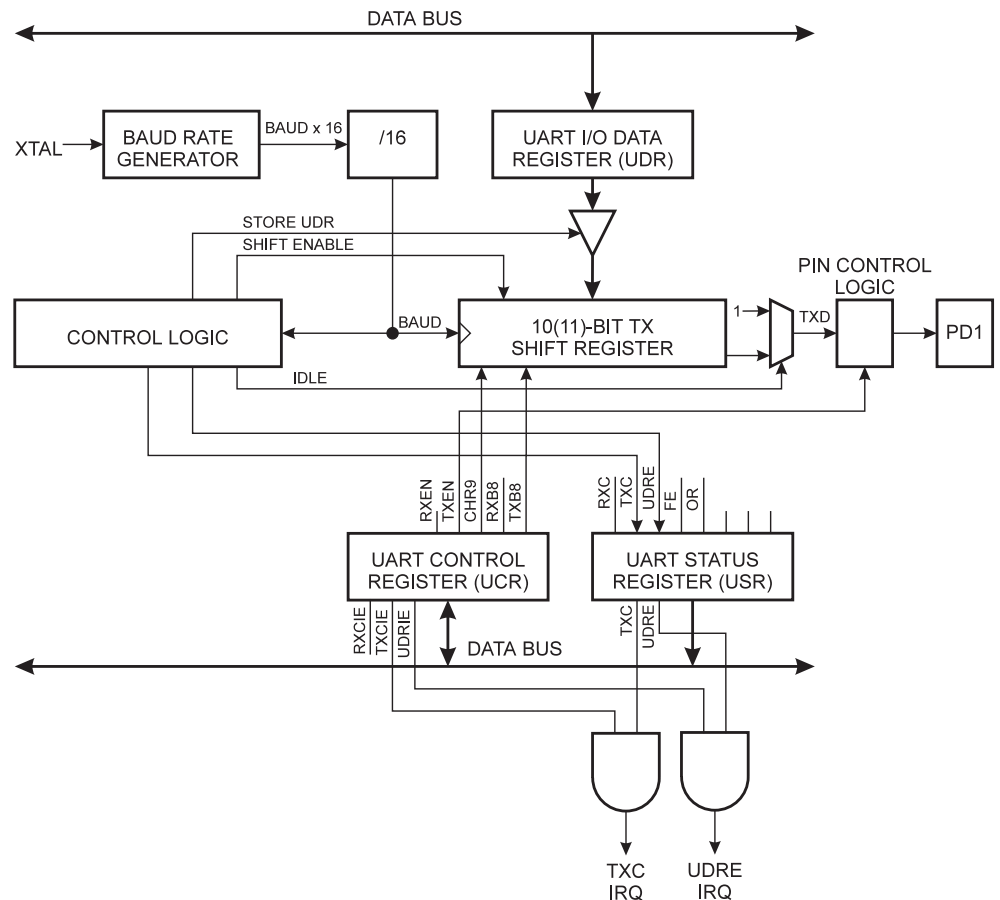 DATA BUS
XTAL
BAUD RATE
GENERATOR
BAUD x 16
/16
UART I/O DATA
REGISTER (UDR)
STORE UDR
SHIFT ENABLE
CONTROL LOGIC
BAUD
10(11)-BIT TX
SHIFT REGISTER
1
TXD
PIN CONTROL
LOGIC
PD1
IDLE
RXEN
TXEN
CHR9
RXB8
TXB8
RXC
TXC
UDRE
FE
OR
UART CONTROL
REGISTER (UCR)
UART STATUS
REGISTER (USR)
RXCIE
TXCIE
UDRIE
TXC
UDRE
DATA BUS
TXC
IRQ
UDRE
IRQ